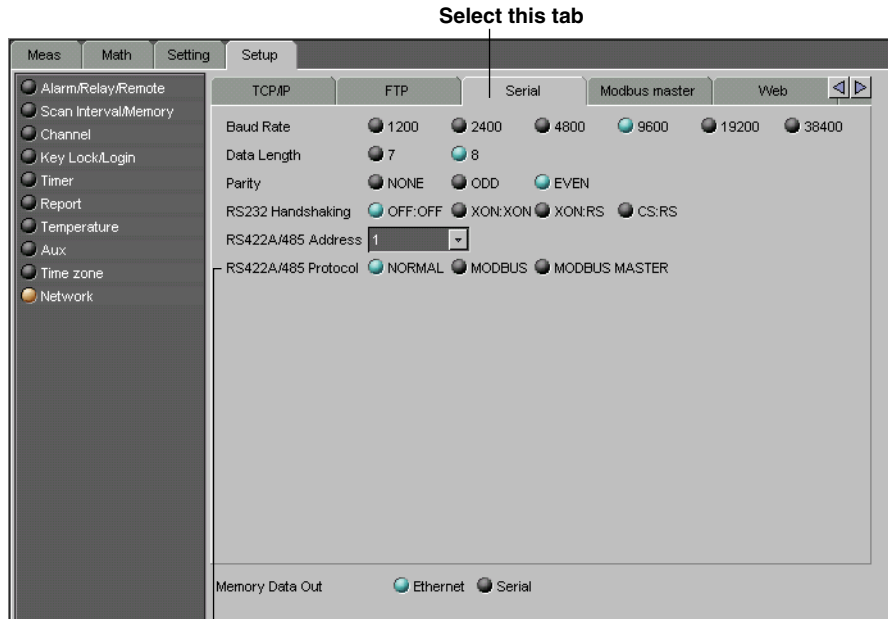 Select this tab
Meas Math Setting Setup
Alarm/Relay/Remote
Scan Interval/Memory
Channel
Key Lock/Login
Timer
Report
Temperature
Aux
Time zone
Network
TCP/IP FTP Serial Modbus master Web
Baud Rate 1200 2400 4800 9600 19200 38400
Data Length 7 8
Parity NONE ODD EVEN
RS232 Handshaking OFF:OFF XON:XON XON:RS CS:RS
RS422A/485 Address 1
RS422A/485 Protocol NORMAL MODBUS MODBUS MASTER
Memory Data Out Ethernet Serial